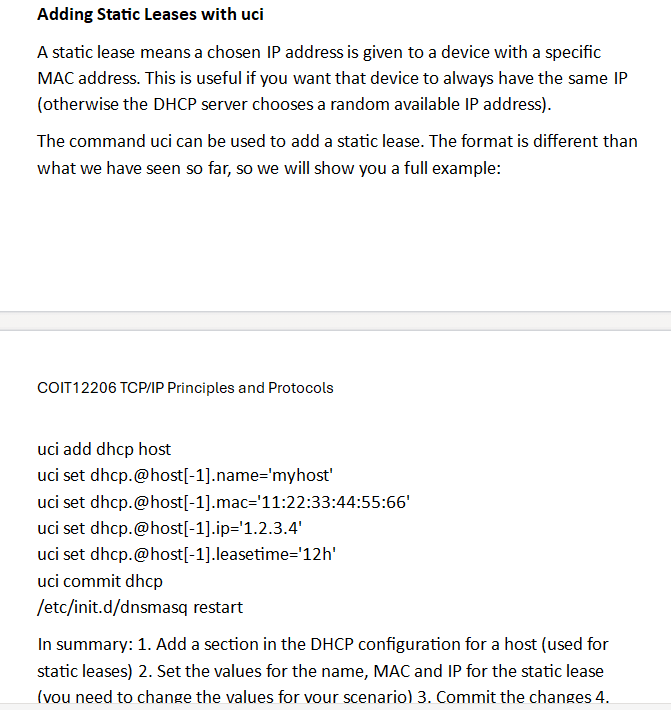 Adding Static Leases with uci
A static lease means a chosen IP address is given to a device with a specific
MAC address. This is useful if you want that device to always have the same IP
(otherwise the DHCP server chooses a random available IP address).
The command uci can be used to add a static lease. The format is different than
what we have seen so far, so we will show you a full example:
COIT12206 TCP/IP Principles and Protocols
uci add dhcp host
uci set dhcp.@host[-1].name='myhost'
uci set dhcp.@host[-1].mac='11:22:33:44:55:66'
uci set dhcp.@host[-1].ip='1.2.3.4'
uci set dhcp.@host[-1].leasetime='12h'
uci commit dhcp
/etc/init.d/dnsmasq restart
In summary: 1. Add a section in the DHCP configuration for a host (used for
static leases) 2. Set the values for the name, MAC and IP for the static lease
(you need to change the values for your scenario) 3. Commit the changes 4.